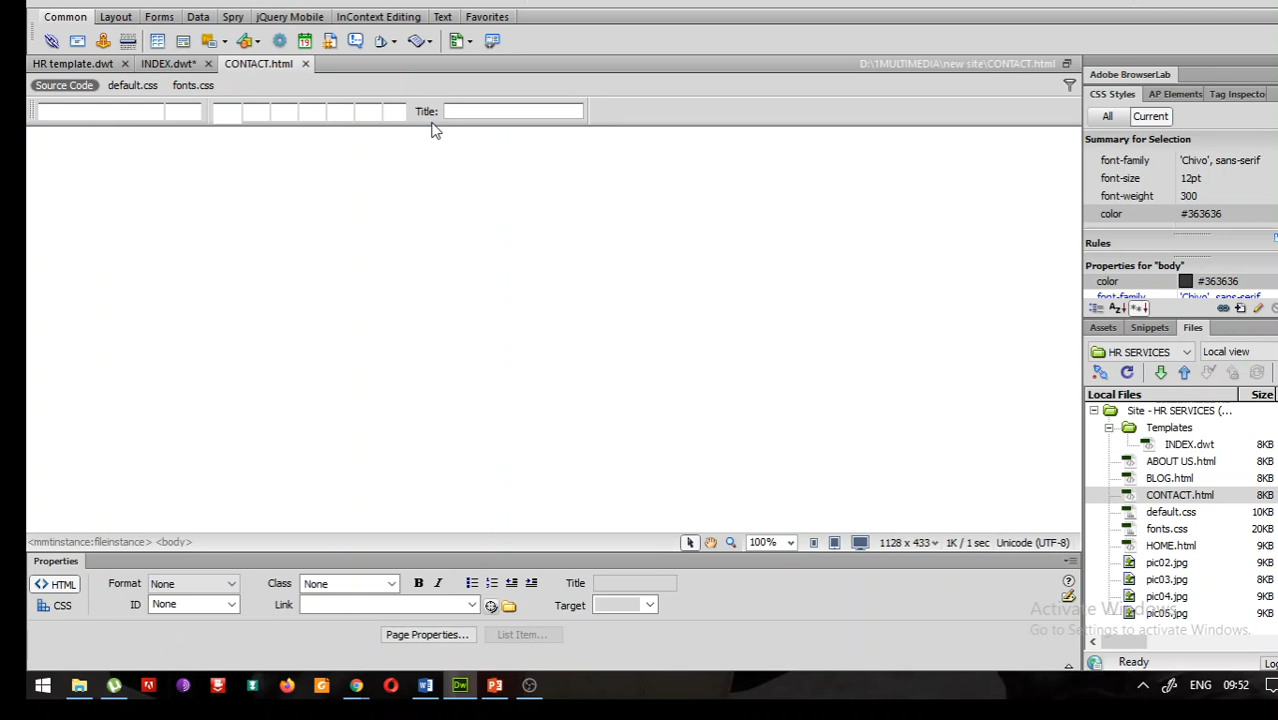 Common Layout Forms Data Spry jQuery Mobile InContext Editing Text Favorites
HR template.dwt INDEX.dwt* CONTACT.html D:\1MULTIMEDIA\new site\CONTACT.html
Source Code default.css fonts.css
Title:
<mmtinstance:fileinstance> <body> 100% 1128 x 433 1K / 1 sec Unicode (UTF-8)
Properties
<> HTML Format None Class None B I Title
CSS ID None Link Target
Page Properties... List Item...
Adobe BrowserLab
CSS Styles AP Elements Tag Inspecto
All Current
Summary for Selection
font-family 'Chivo', sans-serif
font-size 12pt
font-weight 300
color #363636
Rules
Properties for "body"
color #363636
font-family 'Chivo', sans-serif
Assets Snippets Files
HR SERVICES Local view
Local Files Size
Site - HR SERVICES (...
Templates
INDEX.dwt 8KB
ABOUT US.html 8KB
BLOG.html 8KB
CONTACT.html 8KB
default.css 10KB
fonts.css 20KB
HOME.html 9KB
pic02.jpg 9KB
pic03.jpg 9KB
pic04.jpg 9KB
pic05.jpg 9KB
Activate Windows
Go to Settings to activate Windows.
Ready Log
ENG 09:52